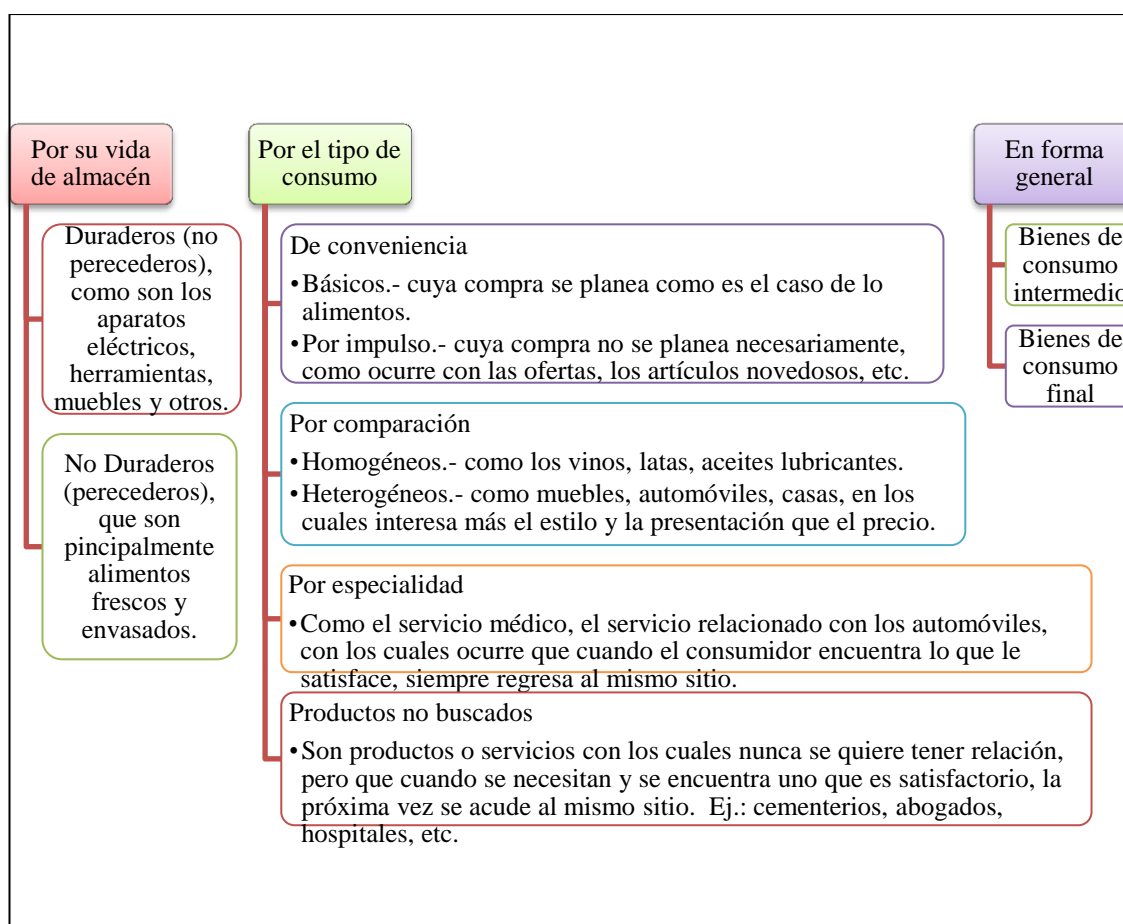 Por su vida
de almacén
Duraderos (no
perecederos),
como son los
aparatos
eléctricos,
herramientas,
muebles y otros.
No Duraderos
(perecederos),
que son
pincipalmente
alimentos
frescos y
envasados.
Por el tipo de
consumo
De conveniencia
•Básicos.- cuya compra se planea como es el caso de lo
alimentos.
•Por impulso.- cuya compra no se planea necesariamente,
como ocurre con las ofertas, los artículos novedosos, etc.
Por comparación
•Homogéneos.- como los vinos, latas, aceites lubricantes.
•Heterogéneos.- como muebles, automóviles, casas, en los
cuales interesa más el estilo y la presentación que el precio.
Por especialidad
•Como el servicio médico, el servicio relacionado con los automóviles,
con los cuales ocurre que cuando el consumidor encuentra lo que le
satisface, siempre regresa al mismo sitio.
Productos no buscados
•Son productos o servicios con los cuales nunca se quiere tener relación,
pero que cuando se necesitan y se encuentra uno que es satisfactorio, la
próxima vez se acude al mismo sitio.  Ej.: cementerios, abogados,
hospitales, etc.
En forma
general
Bienes de
consumo
intermedio
Bienes de
consumo
final